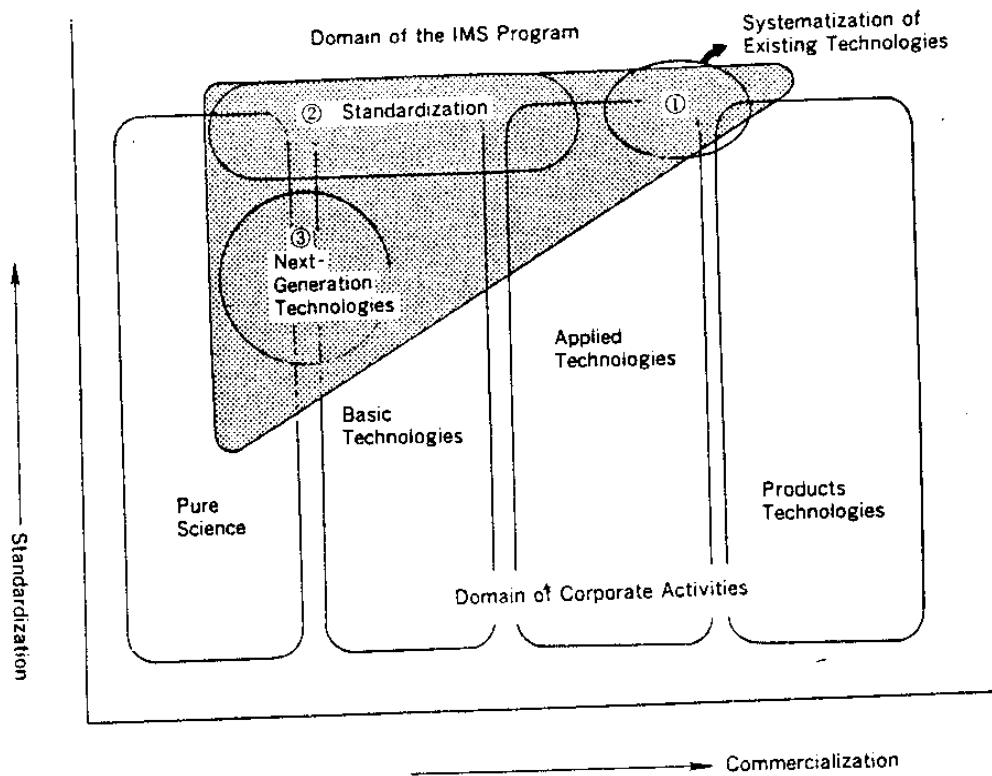 Domain of the IMS Program
Systematization of
Existing Technologies
②  Standardization
①
③
Next-
Generation
Technologies
Applied
Technologies
Basic
Technologies
Pure
Science
Products
Technologies
Domain of Corporate Activities
Standardization
Commercialization